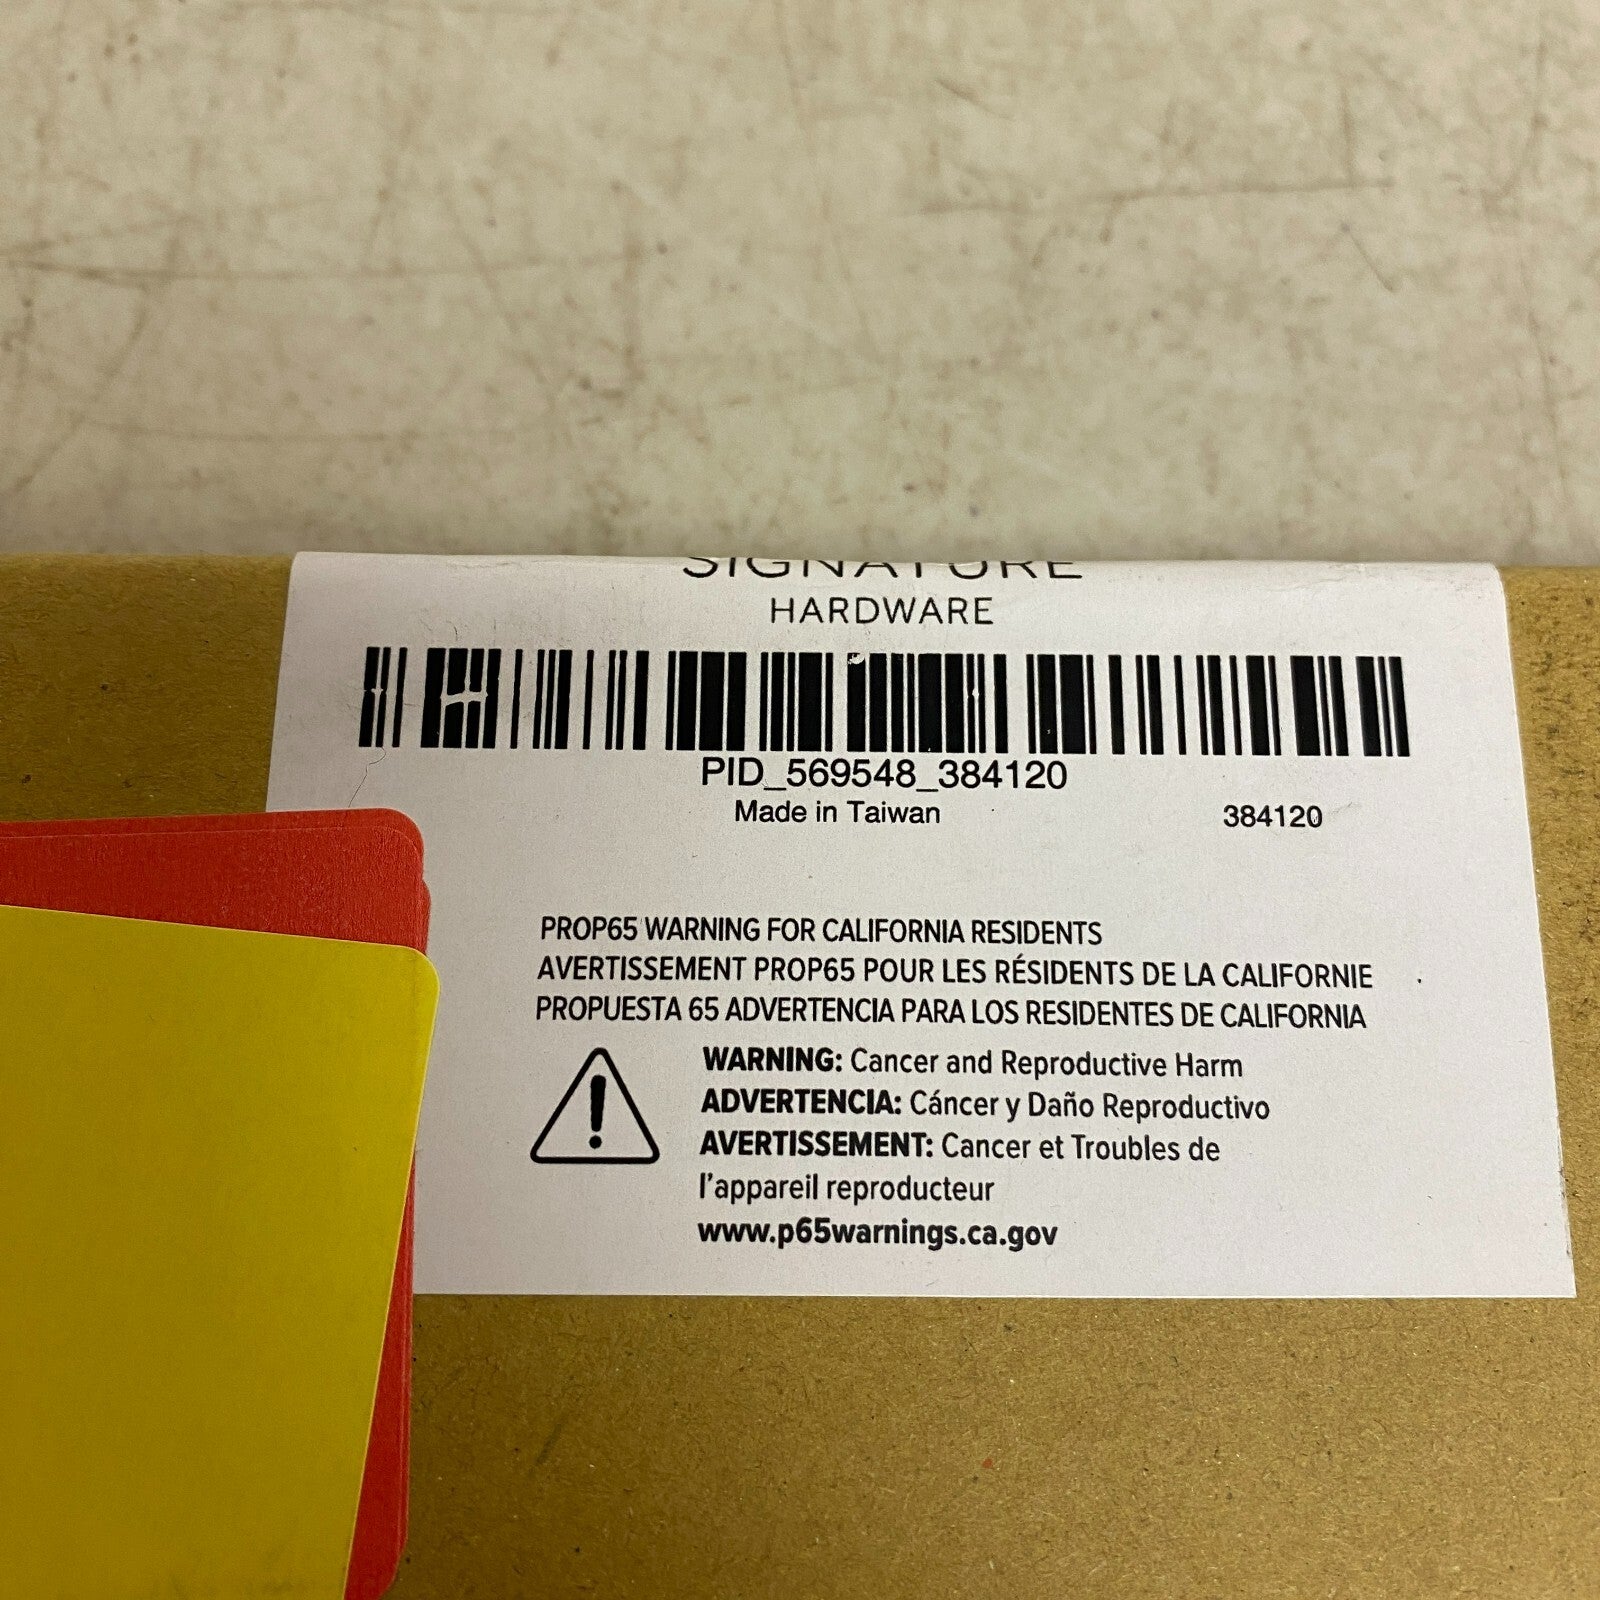 SIGNATURE
HARDWARE
PID_569548_384120
Made in Taiwan
384120
PROP65 WARNING FOR CALIFORNIA RESIDENTS
AVERTISSEMENT PROP65 POUR LES RÉSIDENTS DE LA CALIFORNIE
PROPUESTA 65 ADVERTENCIA PARA LOS RESIDENTES DE CALIFORNIA
WARNING: Cancer and Reproductive Harm
ADVERTENCIA: Cáncer y Daño Reproductivo
AVERTISSEMENT: Cancer et Troubles de
l'appareil reproducteur
www.p65warnings.ca.gov